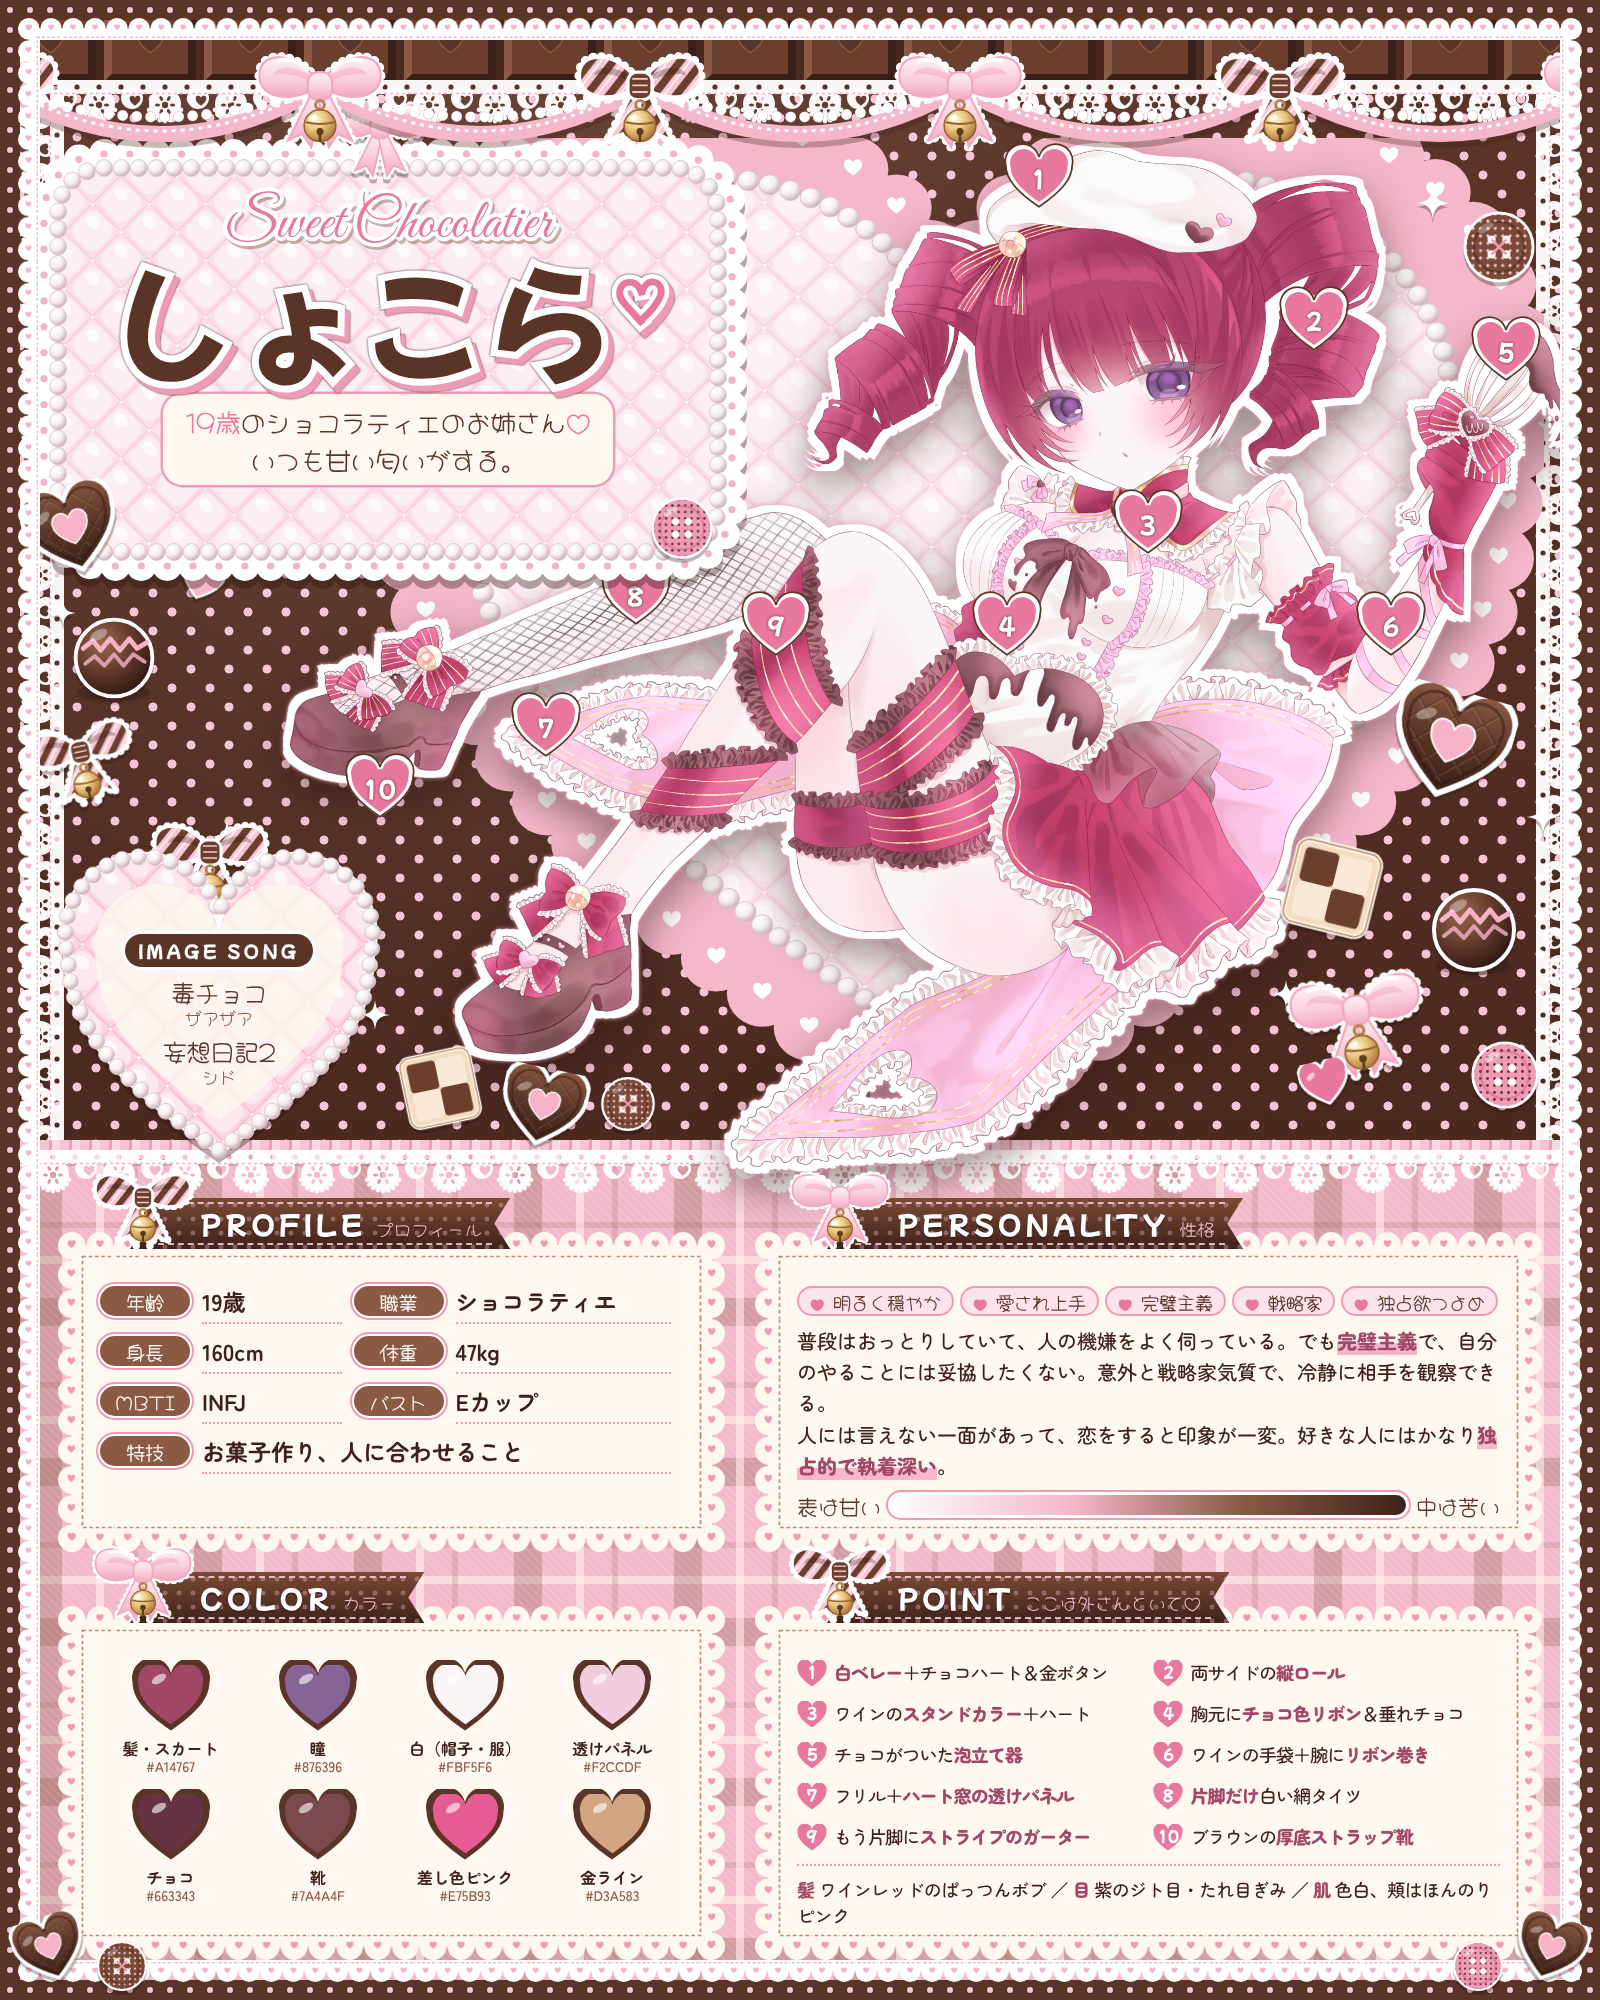 Sweet Chocolatier
しょこら♡
19歳のショコラティエのお姉さん♡
いつも甘い匂いがする。
1
2
3
4
5
6
7
8
9
10
IMAGE SONG
毒チョコ
ザアザア
妄想日記2
シド
PROFILE プロフィール
年齢 19歳 職業 ショコラティエ
身長 160cm 体重 47kg
MBTI INFJ バスト Eカップ
特技 お菓子作り、人に合わせること
PERSONALITY 性格
明るく穏やか 愛され上手 完璧主義 戦略家 独占欲つよめ
普段はおっとりしていて、人の機嫌をよく伺っている。でも完璧主義で、自分
のやることには妥協したくない。意外と戦略家気質で、冷静に相手を観察でき
る。
人には言えない一面があって、恋をすると印象が一変。好きな人にはかなり独
占的で執着深い。
表は甘い 中は苦い
COLOR カラー
髪・スカート 瞳 白（帽子・服） 透けパネル
#A14767 #876396 #FBF5F6 #F2CCDF
チョコ 靴 差し色ピンク 金ライン
#663343 #7A4A4F #E75B93 #D3A583
POINT ここは外さんといて♡
1 白ベレー＋チョコハート＆金ボタン 2 両サイドの縦ロール
3 ワインのスタンドカラー＋ハート 4 胸元にチョコ色リボン＆垂れチョコ
5 チョコがついた泡立て器 6 ワインの手袋＋腕にリボン巻き
7 フリル＋ハート窓の透けパネル 8 片脚だけ白い網タイツ
9 もう片脚にストライプのガーター 10 ブラウンの厚底ストラップ靴
髪 ワインレッドのぱっつんボブ ／ 目 紫のジト目・たれ目ぎみ ／ 肌 色白、頬はほんのり
ピンク